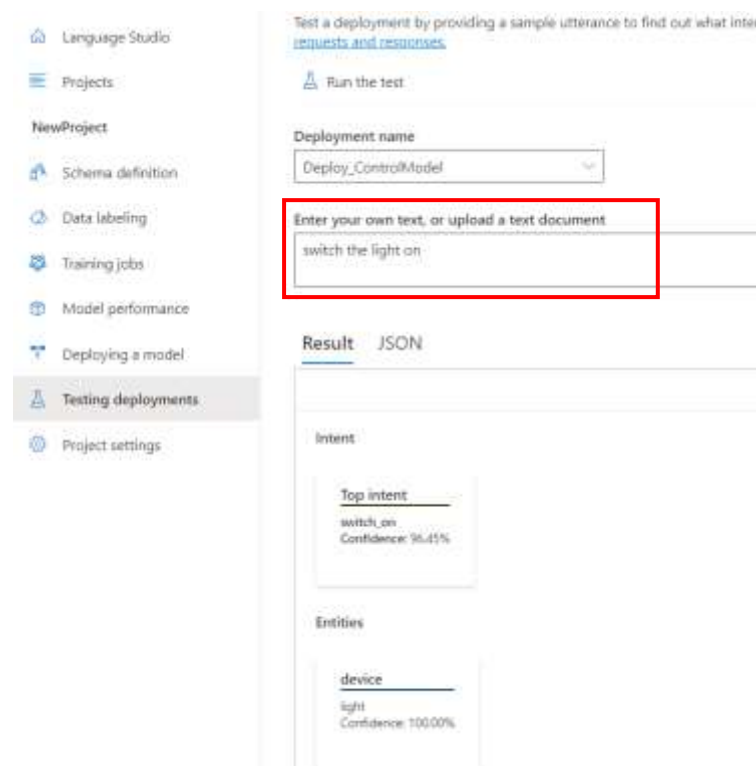 Language Studio
Projects
NewProject
Schema definition
Data labeling
Training jobs
Model performance
Deploying a model
Testing deployments
Project settings
Test a deployment by providing a sample utterance to find out what inte
requests and responses.
Run the test
Deployment name
Deploy_ControlModel
Enter your own text, or upload a text document
switch the light on
Result JSON
Intent
Top intent
switch_on
Confidence: 96.45%
Entities
device
light
Confidence: 100.00%